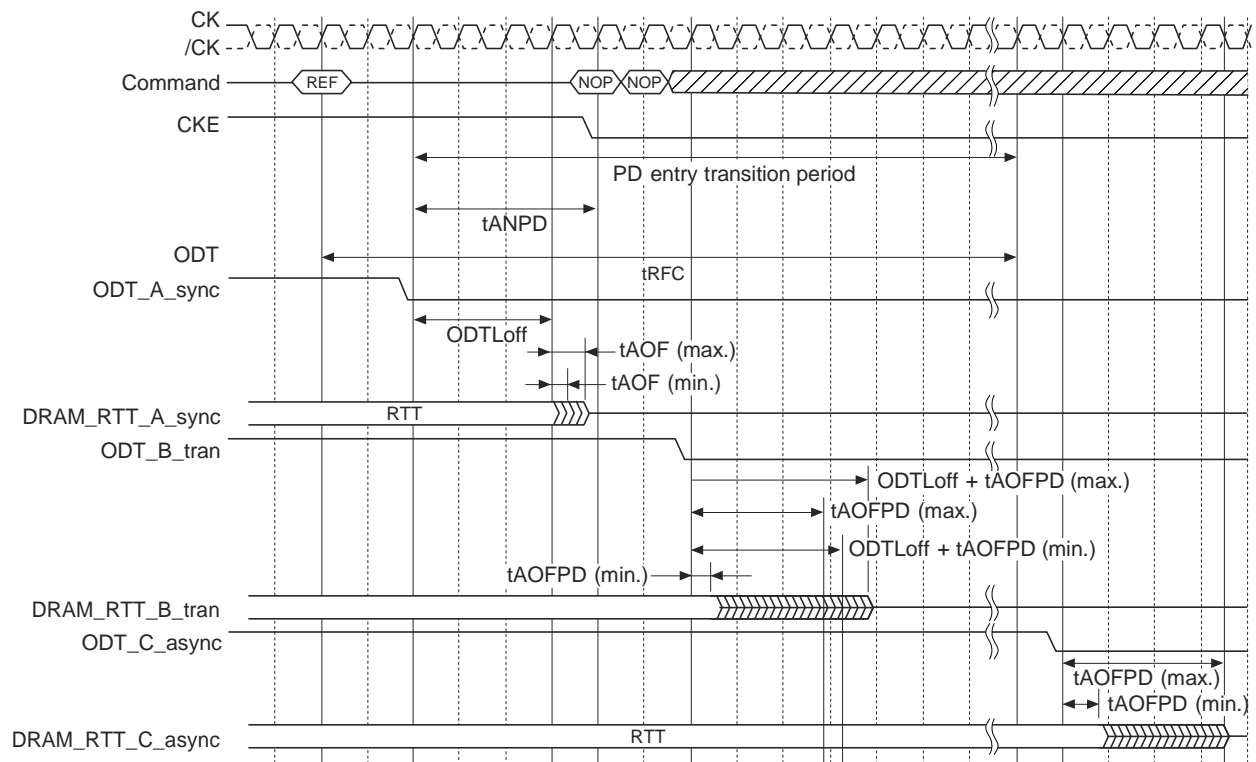 CK
/CK
Command
REF
NOP
NOP
CKE
PD entry transition period
tANPD
ODT
tRFC
ODT_A_sync
ODTLoff
tAOF (max.)
tAOF (min.)
DRAM_RTT_A_sync
RTT
ODT_B_tran
ODTLoff + tAOFPD (max.)
tAOFPD (max.)
ODTLoff + tAOFPD (min.)
tAOFPD (min.)
DRAM_RTT_B_tran
ODT_C_async
tAOFPD (max.)
tAOFPD (min.)
DRAM_RTT_C_async
RTT